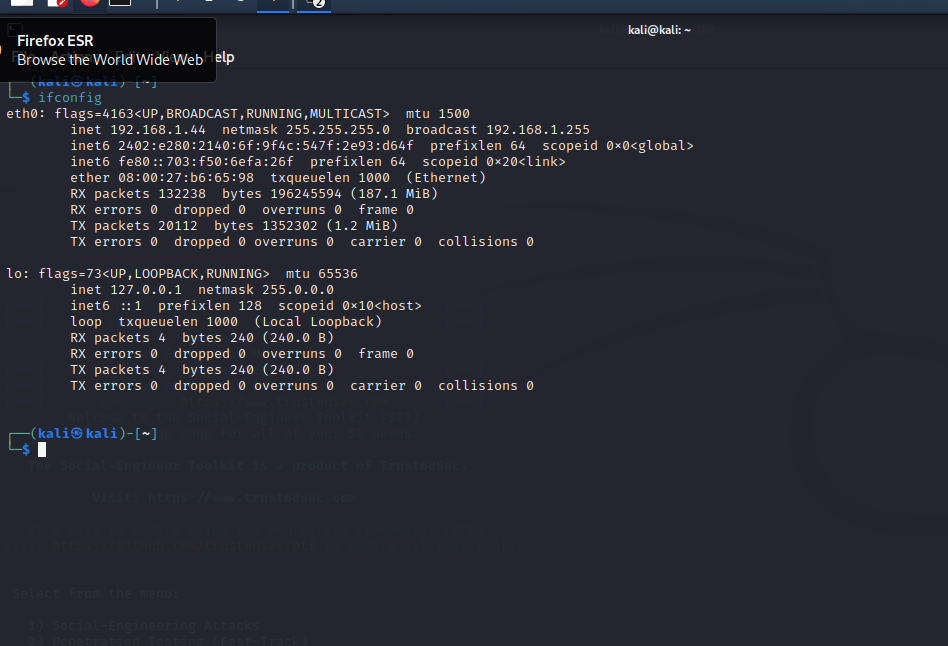 kali@kali: ~
Firefox ESR
Help
Browse the World Wide Web
┌──(kali㉿kali)-[~]
└─$ ifconfig
eth0: flags=4163<UP,BROADCAST,RUNNING,MULTICAST>  mtu 1500
        inet 192.168.1.44  netmask 255.255.255.0  broadcast 192.168.1.255
        inet6 2402:e280:2140:6f:9f4c:547f:2e93:d64f  prefixlen 64  scopeid 0×0<global>
        inet6 fe80::703:f50:6efa:26f  prefixlen 64  scopeid 0×20<link>
        ether 08:00:27:b6:65:98  txqueuelen 1000  (Ethernet)
        RX packets 132238  bytes 196245594 (187.1 MiB)
        RX errors 0  dropped 0  overruns 0  frame 0
        TX packets 20112  bytes 1352302 (1.2 MiB)
        TX errors 0  dropped 0 overruns 0  carrier 0  collisions 0
lo: flags=73<UP,LOOPBACK,RUNNING>  mtu 65536
        inet 127.0.0.1  netmask 255.0.0.0
        inet6 ::1  prefixlen 128  scopeid 0×10<host>
        loop  txqueuelen 1000  (Local Loopback)
        RX packets 4  bytes 240 (240.0 B)
        RX errors 0  dropped 0  overruns 0  frame 0
        TX packets 4  bytes 240 (240.0 B)
        TX errors 0  dropped 0 overruns 0  carrier 0  collisions 0
┌──(kali㉿kali)-[~]
└─$
The Social-Engineer Toolkit is a product of TrustedSec.
Visit: https://www.trustedsec.com
Select from the menu:
1) Social-Engineering Attacks
2) Penetration Testing (Fast-Track)